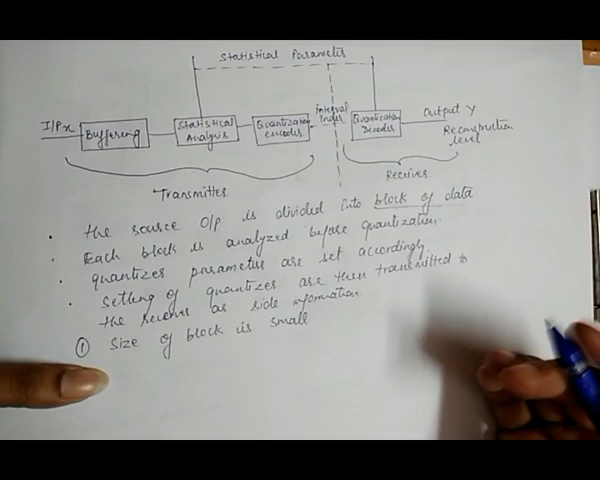 Statistical Parameter
I/P x
Buffering
Statistical
Analysis
Quantization
encoder
interval
Index
Quantization
Decoder
Output Y
Reconstruction
level
Transmitter
Receiver
. the source O/P is divided into block of data
. Each block is analyzed before quantization.
. quantizes parameters are set accordingly.
. setting of quantizes are then transmitted to
the receiver as side information
① Size of block is small